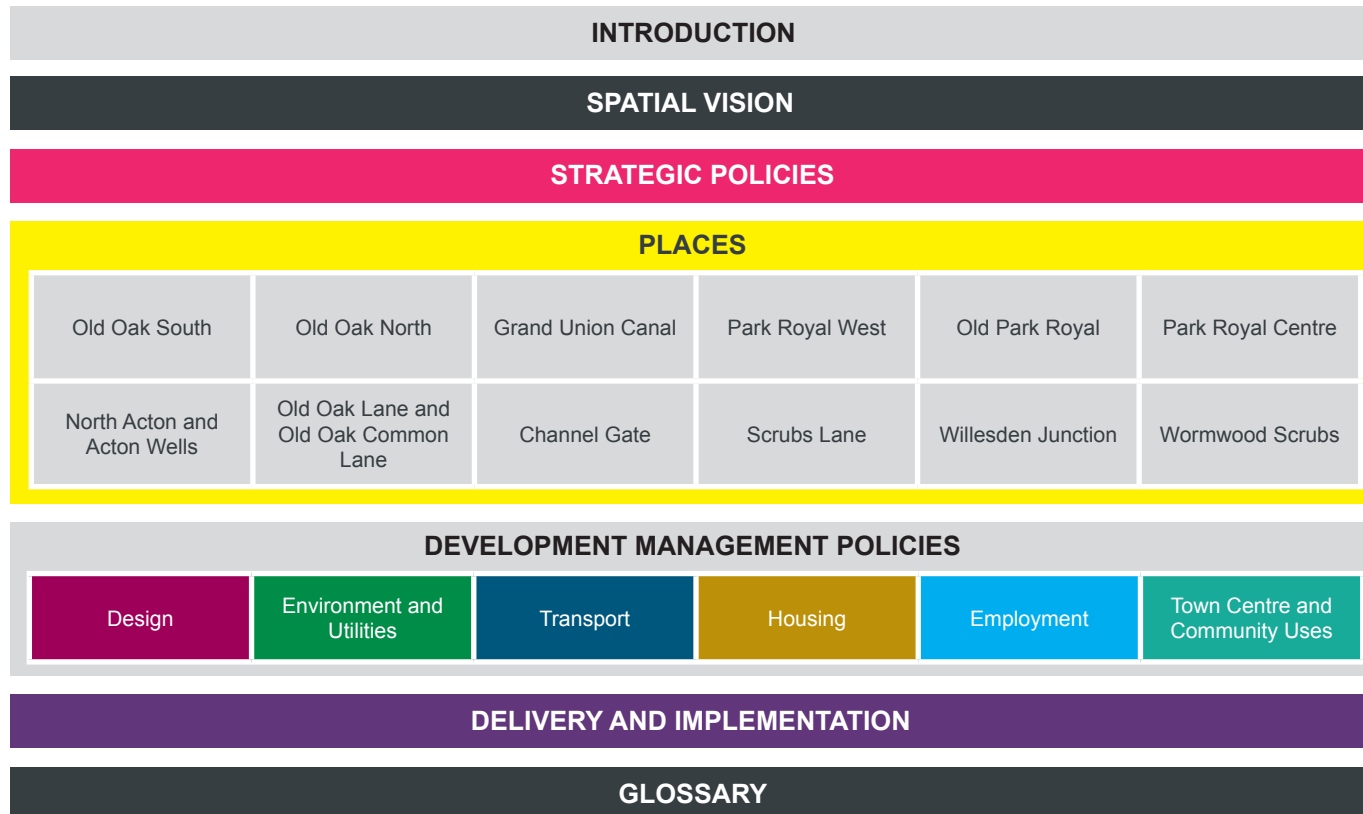 INTRODUCTION
SPATIAL VISION
STRATEGIC POLICIES
PLACES
Old Oak South
Old Oak North
Grand Union Canal
Park Royal West
Old Park Royal
Park Royal Centre
North Acton and
Acton Wells
Old Oak Lane and
Old Oak Common
Lane
Channel Gate
Scrubs Lane
Willesden Junction
Wormwood Scrubs
DEVELOPMENT MANAGEMENT POLICIES
Design
Environment and
Utilities
Transport
Housing
Employment
Town Centre and
Community Uses
DELIVERY AND IMPLEMENTATION
GLOSSARY